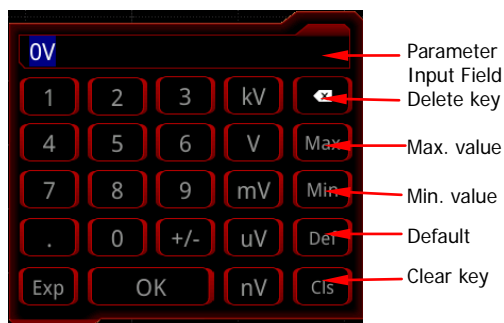 0V
Parameter
Input Field
1 2 3 kV
Delete key
4 5 6 V Max
Max. value
7 8 9 mV Min
Min. value
. 0 +/- uV Def
Default
Exp OK nV Cls
Clear key